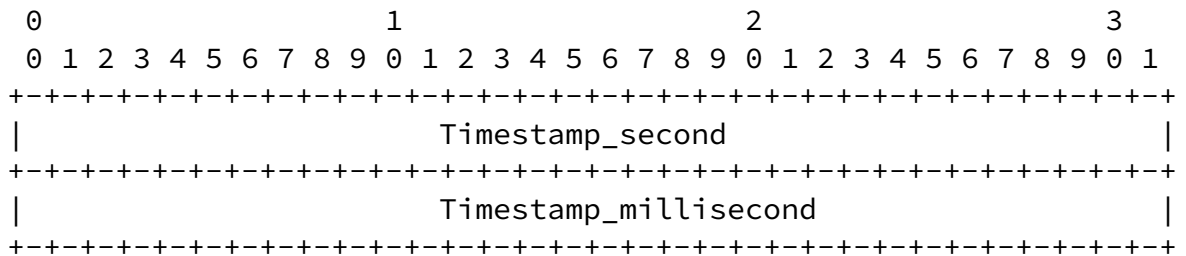 0                   1                   2                   3
 0 1 2 3 4 5 6 7 8 9 0 1 2 3 4 5 6 7 8 9 0 1 2 3 4 5 6 7 8 9 0 1
+-+-+-+-+-+-+-+-+-+-+-+-+-+-+-+-+-+-+-+-+-+-+-+-+-+-+-+-+-+-+-+-+
|                       Timestamp_second                        |
+-+-+-+-+-+-+-+-+-+-+-+-+-+-+-+-+-+-+-+-+-+-+-+-+-+-+-+-+-+-+-+-+
|                       Timestamp_millisecond                   |
+-+-+-+-+-+-+-+-+-+-+-+-+-+-+-+-+-+-+-+-+-+-+-+-+-+-+-+-+-+-+-+-+